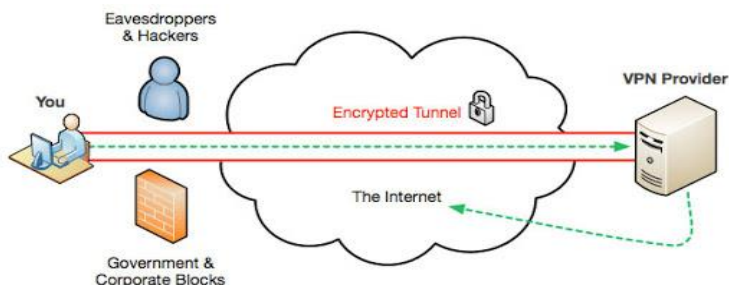 Eavesdroppers
& Hackers
You
VPN Provider
Encrypted Tunnel
The Internet
Government &
Corporate Blocks